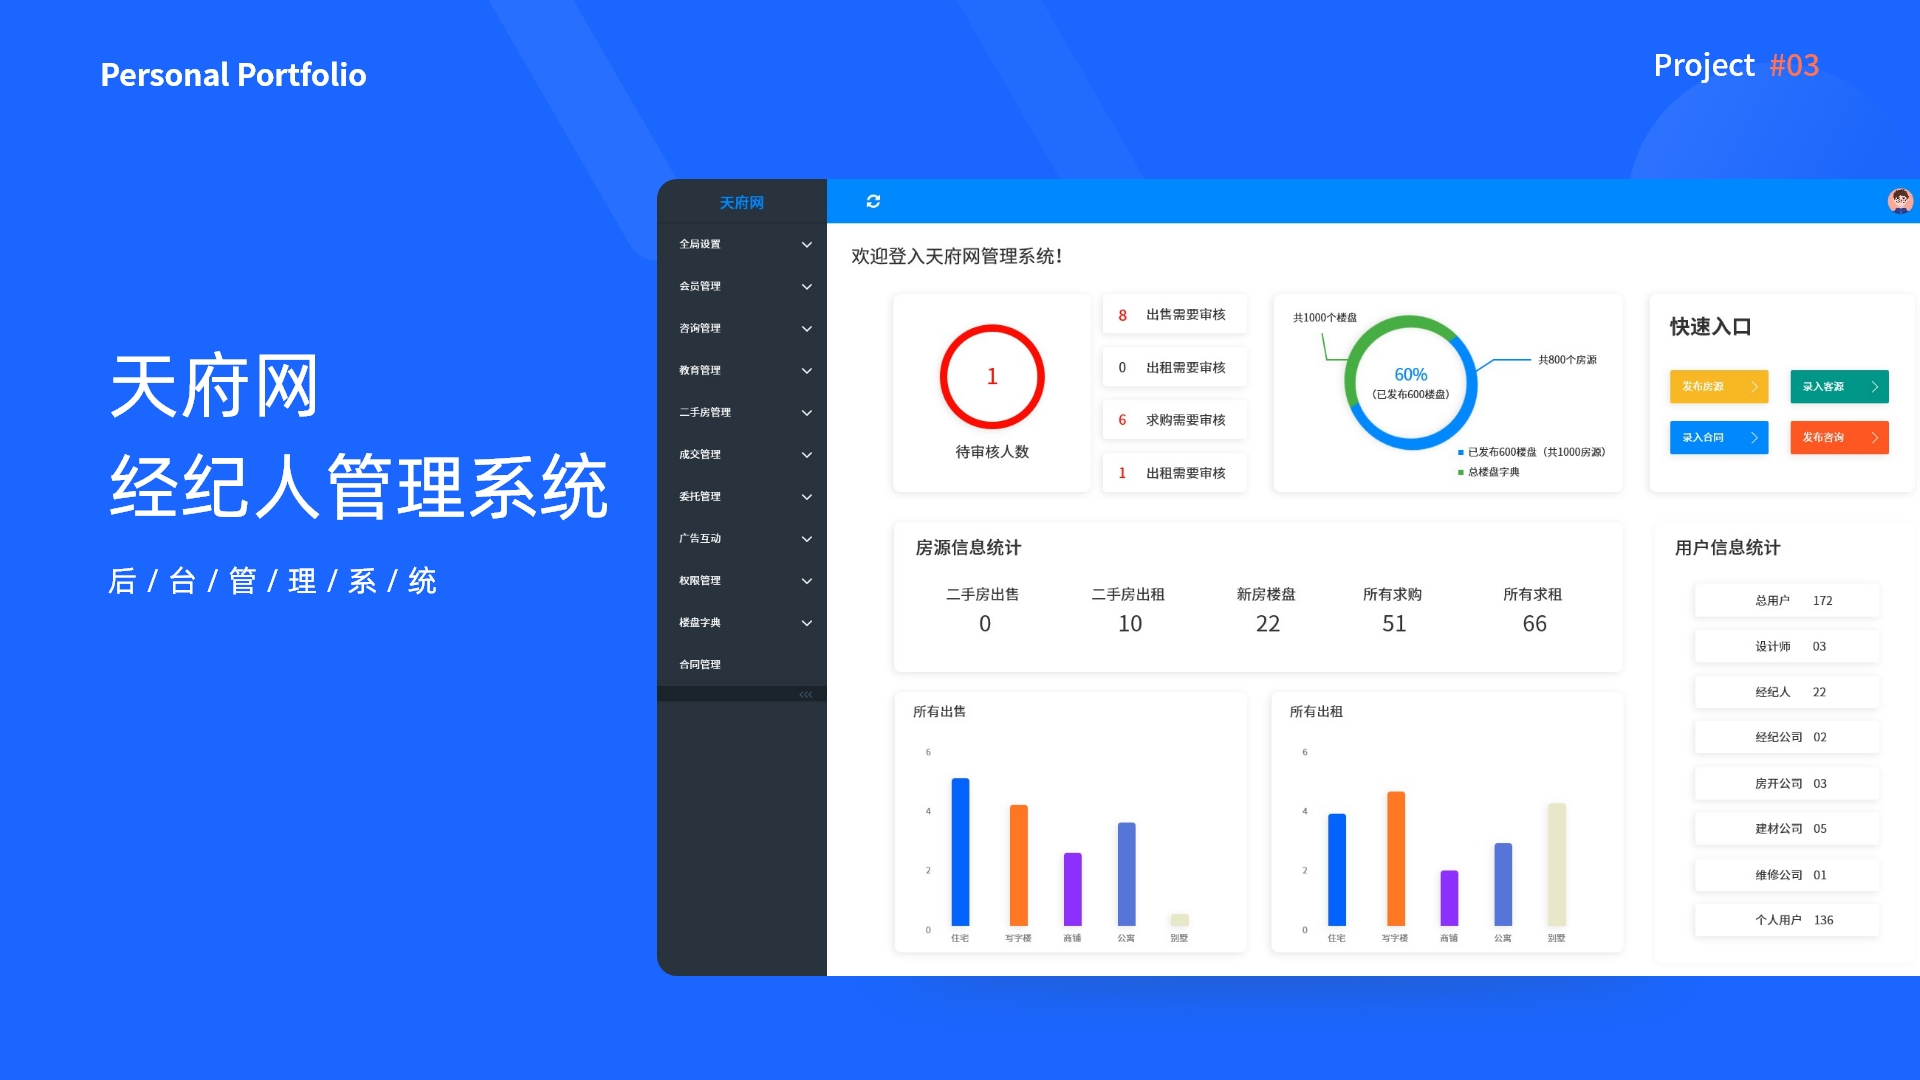 Personal Portfolio
Project #03
天府网
经纪人管理系统
后/台/管/理/系/统
天府网
全局设置
会员管理
咨询管理
教育管理
二手房管理
成交管理
委托管理
广告互动
权限管理
楼盘字典
合同管理
欢迎登入天府网管理系统!
1
待审核人数
8 出售需要审核
0 出租需要审核
6 求购需要审核
1 出租需要审核
共1000个楼盘
60%
(已发布600楼盘)
共800个房源
已发布600楼盘(共1000房源)
总楼盘字典
快速入口
发布房源
录入客源
录入合同
发布咨询
房源信息统计
二手房出售 二手房出租 新房楼盘 所有求购 所有求租
0 10 22 51 66
用户信息统计
总用户 172
设计师 03
经纪人 22
经纪公司 02
房开公司 03
建材公司 05
维修公司 01
个人用户 136
所有出售
6
4
2
0
住宅 写字楼 商铺 公寓 别墅
所有出租
6
4
2
0
住宅 写字楼 商铺 公寓 别墅